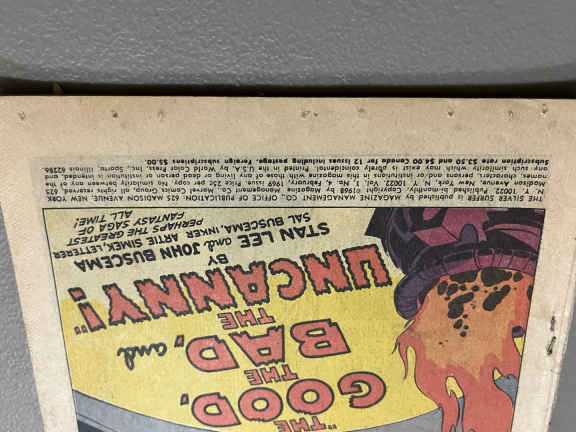 "THE
GOOD,
THE
BAD, and
THE
UNCANNY!"
BY
STAN LEE and JOHN BUSCEMA
SAL BUSCEMA, INKER ARTIE SIMEK, LETTERER
PERHAPS THE GREATEST
FANTASY SAGA OF
ALL TIME!
THE SILVER SURFER is published by MAGAZINE MANAGEMENT CO. OFFICE OF PUBLICATION: 625 MADISON AVENUE, NEW YORK,
N. Y. 10022. Published bi-monthly. Copyright 1968 by Magazine Management Co. Marvel Comics Group, all rights reserved, 625
Madison Avenue, New York, N. Y. 10022. Vol. 1, No. 4, February, 1969 issue. Price 25¢ per copy. No similarity between any of the
names, characters, persons and/or institutions in this magazine with those of any living or dead person or institution is intended, and
any such similarity which may exist is purely coincidental. Printed in the U.S.A. by World Color Press, Inc., Sparta, Illinois 62286
Subscription rate $3.50 and $4.00 Canada for 12 issues including postage. Foreign subscriptions $5.00.